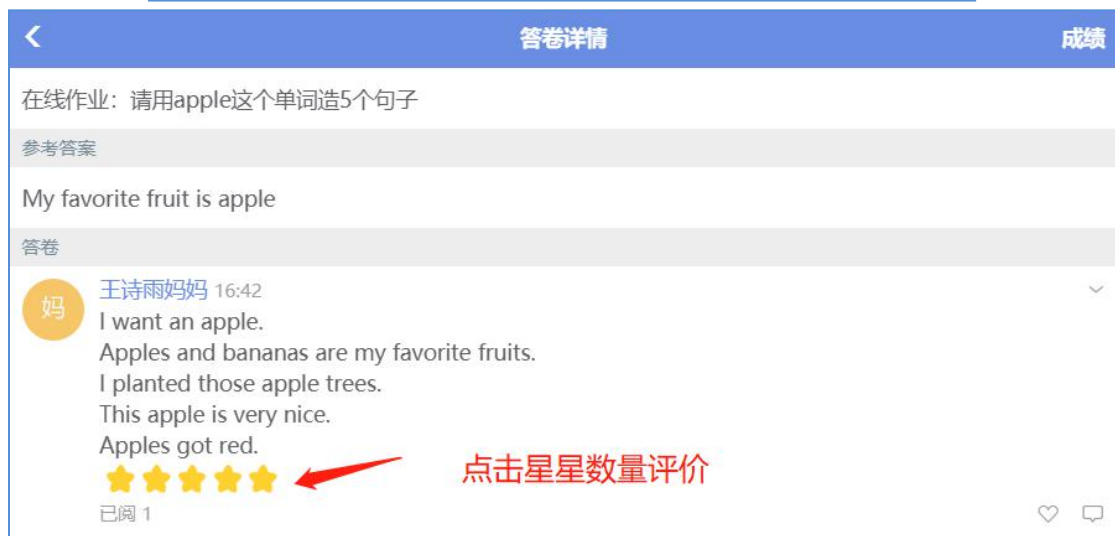 答卷详情 成绩
在线作业：请用apple这个单词造5个句子
参考答案
My favorite fruit is apple
答卷
妈
王诗雨妈妈 16:42
I want an apple.
Apples and bananas are my favorite fruits.
I planted those apple trees.
This apple is very nice.
Apples got red.
点击星星数量评价
已阅 1